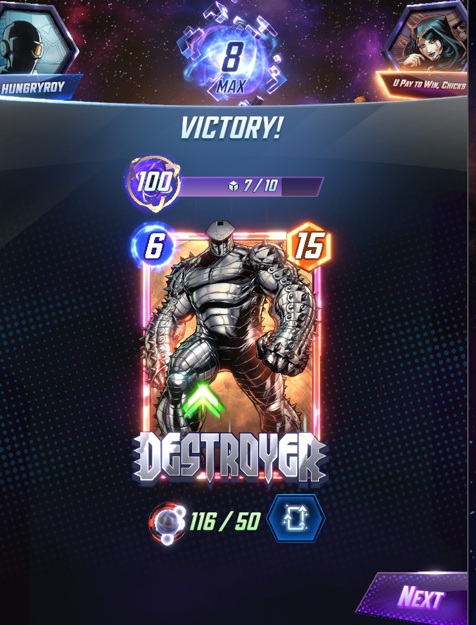 8
MAX
HUNGRYROY
U PAY TO WIN, CHICKS
VICTORY!
100
7 / 10
6
15
DESTROYER
116 / 50
NEXT